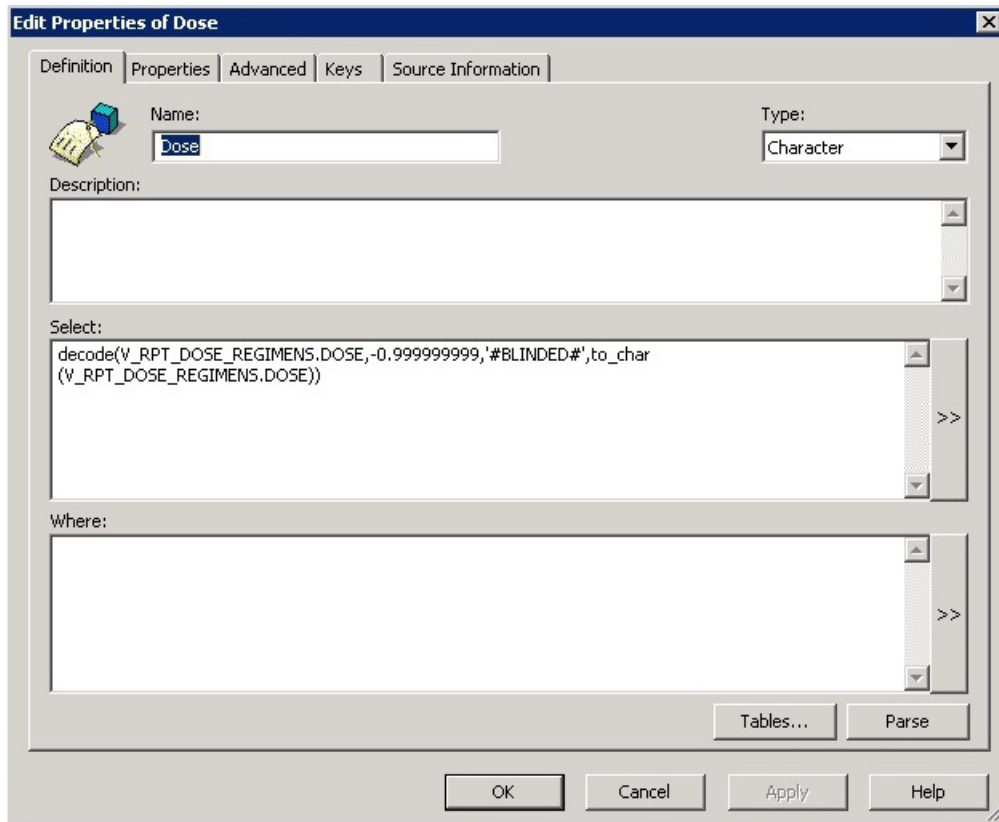 Edit Properties of Dose
Definition Properties Advanced Keys Source Information
Name: Type:
Dose Character
Description:
Select:
decode(V_RPT_DOSE_REGIMENS.DOSE,-0.999999999,'#BLINDED#',to_char
(V_RPT_DOSE_REGIMENS.DOSE))
>>
Where:
>>
Tables... Parse
OK Cancel Apply Help